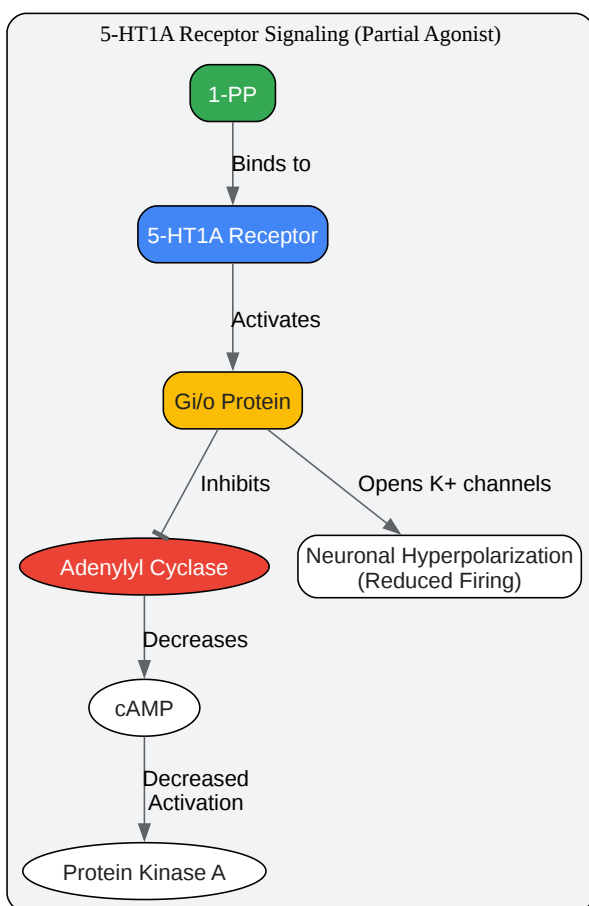 5-HT1A Receptor Signaling (Partial Agonist)
1-PP
Binds to
5-HT1A Receptor
Activates
Gi/o Protein
Inhibits
Opens K+ channels
Adenylyl Cyclase
Neuronal Hyperpolarization
(Reduced Firing)
Decreases
cAMP
Decreased
Activation
Protein Kinase A